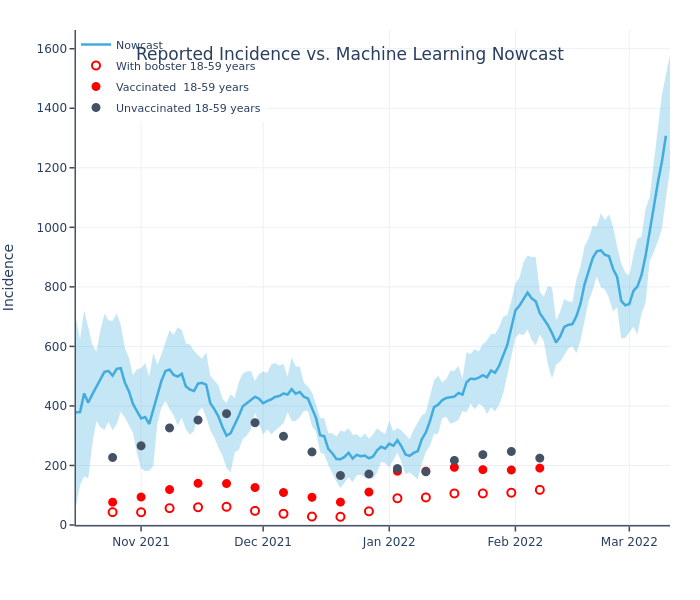 Reported Incidence vs. Machine Learning Nowcast
Nowcast
With booster 18-59 years
Vaccinated  18-59 years
Unvaccinated 18-59 years
Incidence
1600
1400
1200
1000
800
600
400
200
0
Nov 2021
Dec 2021
Jan 2022
Feb 2022
Mar 2022